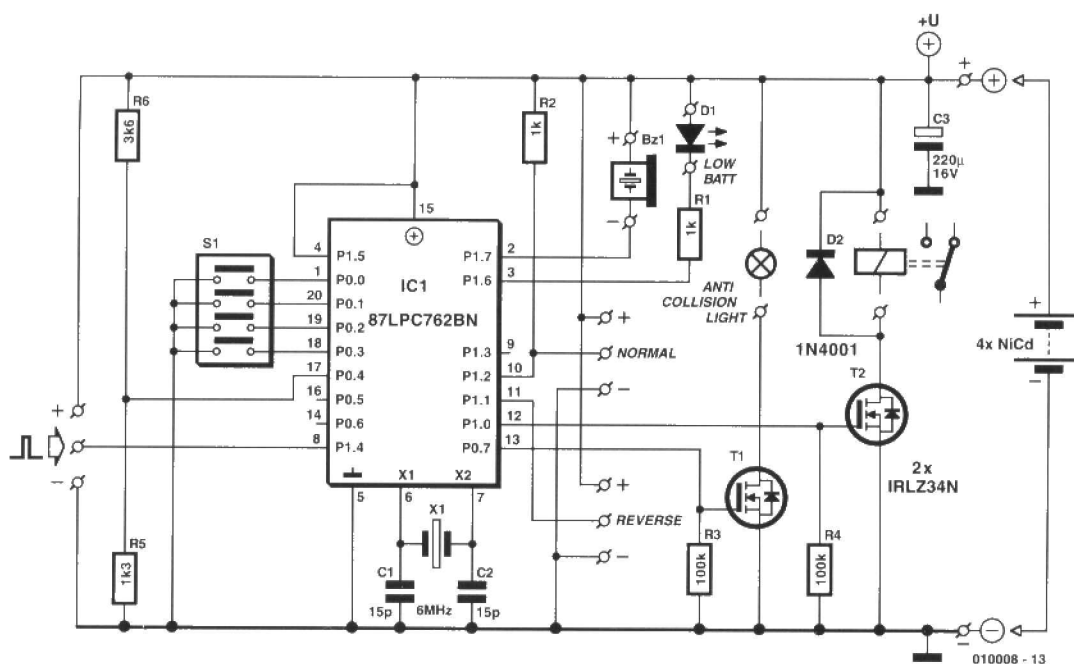 +U
+
+
R6
3k6
R2
1k
D1
LOW
BATT
+
Bz1
−
R1
1k
C3
220µ
16V
15
S1
4
P1.5
1
P0.0
20
P0.1
19
P0.2
18
P0.3
17
P0.4
16
P0.5
14
P0.6
8
P1.4
IC1
87LPC762BN
P1.7
2
P1.6
3
P1.3
9
P1.2
10
P1.1
11
P1.0
12
P0.7
13
X1
X2
5
6
7
+
NORMAL
−
ANTI
COLLISION
LIGHT
D2
1N4001
T2
+
4x NiCd
−
+
−
T1
2x
IRLZ34N
+
REVERSE
−
X1
6MHz
C1
15p
C2
15p
R5
1k3
R3
100k
R4
100k
−
−
010008 - 13